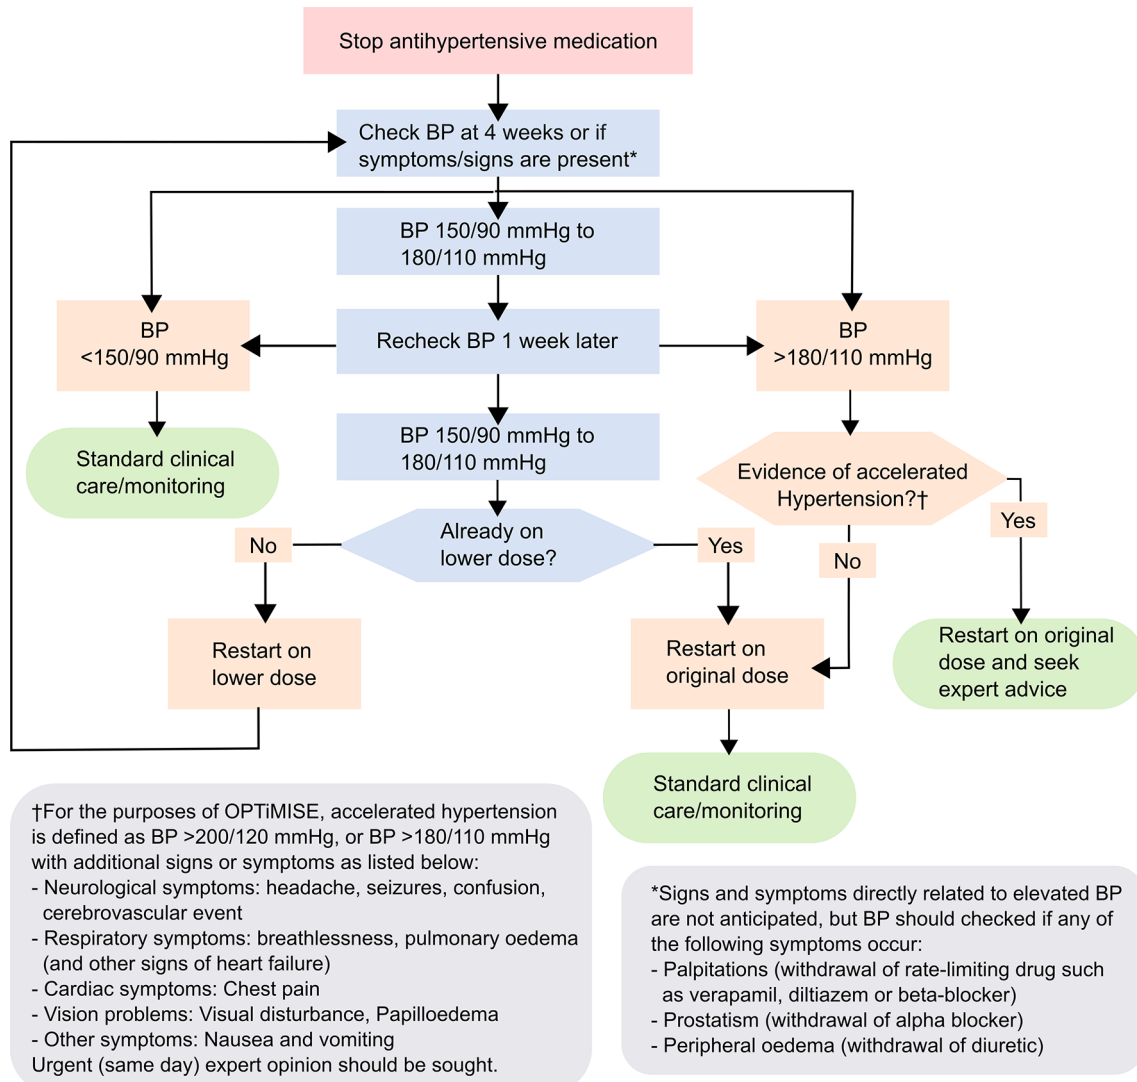 Stop antihypertensive medication
Check BP at 4 weeks or if
symptoms/signs are present*
BP 150/90 mmHg to
180/110 mmHg
BP
<150/90 mmHg
Recheck BP 1 week later
BP
>180/110 mmHg
Standard clinical
care/monitoring
BP 150/90 mmHg to
180/110 mmHg
Evidence of accelerated
Hypertension?†
No
Already on
lower dose?
Yes
No
Yes
Restart on
lower dose
Restart on
original dose
Restart on original
dose and seek
expert advice
Standard clinical
care/monitoring
†For the purposes of OPTiMISE, accelerated hypertension
is defined as BP >200/120 mmHg, or BP >180/110 mmHg
with additional signs or symptoms as listed below:
- Neurological symptoms: headache, seizures, confusion,
cerebrovascular event
- Respiratory symptoms: breathlessness, pulmonary oedema
(and other signs of heart failure)
- Cardiac symptoms: Chest pain
- Vision problems: Visual disturbance, Papilloedema
- Other symptoms: Nausea and vomiting
Urgent (same day) expert opinion should be sought.
*Signs and symptoms directly related to elevated BP
are not anticipated, but BP should checked if any of
the following symptoms occur:
- Palpitations (withdrawal of rate-limiting drug such
as verapamil, diltiazem or beta-blocker)
- Prostatism (withdrawal of alpha blocker)
- Peripheral oedema (withdrawal of diuretic)